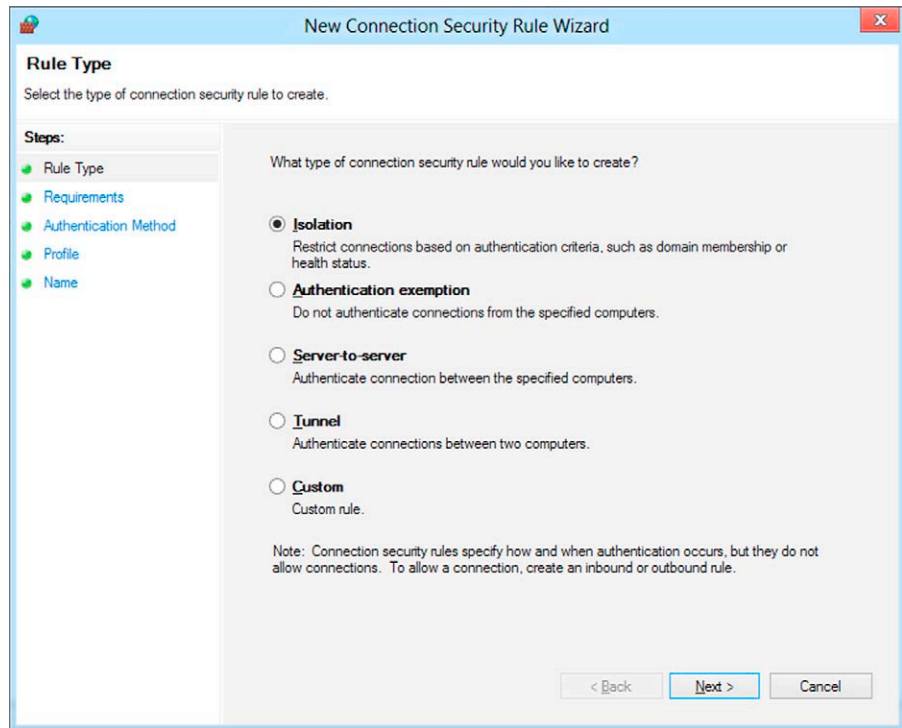 New Connection Security Rule Wizard
X
Rule Type
Select the type of connection security rule to create.
Steps:
Rule Type
Requirements
Authentication Method
Profile
Name
What type of connection security rule would you like to create?
Isolation
Restrict connections based on authentication criteria, such as domain membership or
health status.
Authentication exemption
Do not authenticate connections from the specified computers.
Server-to-server
Authenticate connection between the specified computers.
Tunnel
Authenticate connections between two computers.
Custom
Custom rule.
Note: Connection security rules specify how and when authentication occurs, but they do not
allow connections. To allow a connection, create an inbound or outbound rule.
< Back
Next >
Cancel